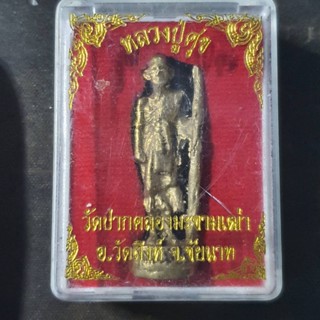 หลวงปู่ศุข
วัดปากคลองมะขามเฒ่า
อ.วัดสิงห์ จ.ชัยนาท